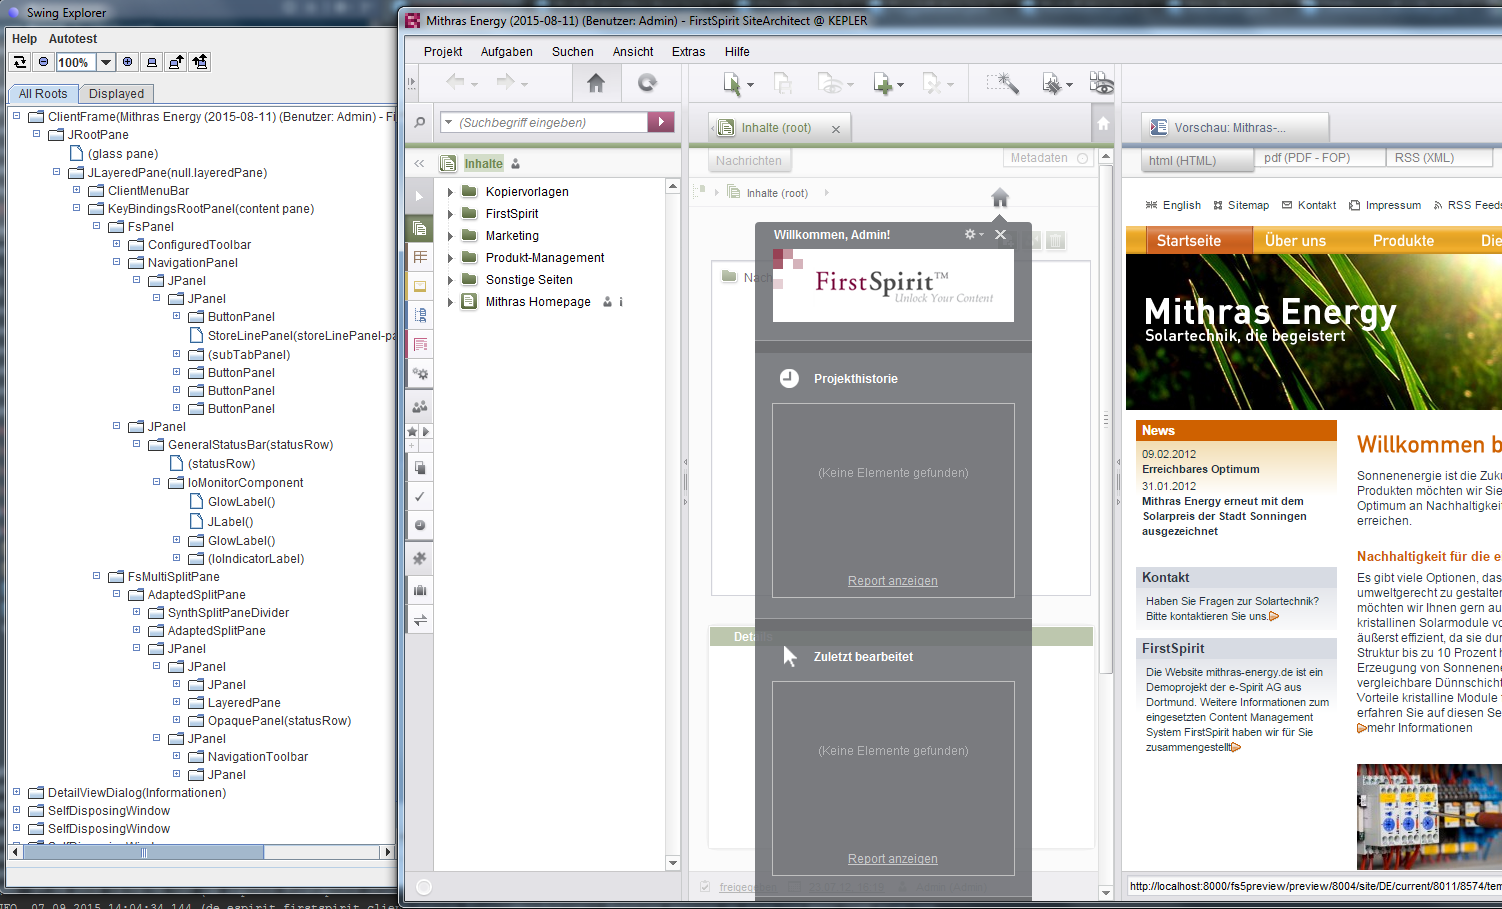 Swing Explorer
Help Autotest
100%
All Roots Displayed
ClientFrame(Mithras Energy (2015-08-11) (Benutzer: Admin) - Fi
JRootPane
(glass pane)
JLayeredPane(null.layeredPane)
ClientMenuBar
KeyBindingsRootPanel(content pane)
FsPanel
ConfiguredToolbar
NavigationPanel
JPanel
JPanel
ButtonPanel
StoreLinePanel(storeLinePanel-pa
(subTabPanel)
ButtonPanel
ButtonPanel
ButtonPanel
JPanel
GeneralStatusBar(statusRow)
(statusRow)
IoMonitorComponent
GlowLabel()
JLabel()
GlowLabel()
(IoIndicatorLabel)
FsMultiSplitPane
AdaptedSplitPane
SynthSplitPaneDivider
AdaptedSplitPane
JPanel
JPanel
JPanel
LayeredPane
OpaquePanel(statusRow)
JPanel
NavigationToolbar
JPanel
DetailViewDialog(Informationen)
SelfDisposingWindow
SelfDisposingWindow
Mithras Energy (2015-08-11) (Benutzer: Admin) - FirstSpirit SiteArchitect @ KEPLER
Projekt Aufgaben Suchen Ansicht Extras Hilfe
(Suchbegriff eingeben)
Inhalte
Kopiervorlagen
FirstSpirit
Marketing
Produkt-Management
Sonstige Seiten
Mithras Homepage
Inhalte (root)
Nachrichten
Metadaten
Inhalte (root)
Nach
Willkommen, Admin!
FirstSpirit™
Unlock Your Content
Projekthistorie
(Keine Elemente gefunden)
Report anzeigen
Details
Zuletzt bearbeitet
(Keine Elemente gefunden)
Report anzeigen
freigegeben
Admin (Admin)
Vorschau: Mithras-...
html (HTML) pdf (PDF - FOP) RSS (XML)
English Sitemap Kontakt Impressum RSS Feeds
Startseite Über uns Produkte Die
Mithras Energy
Solartechnik, die begeistert
News
09.02.2012
Erreichbares Optimum
31.01.2012
Mithras Energy erneut mit dem
Solarpreis der Stadt Sonningen
ausgezeichnet
Kontakt
Haben Sie Fragen zur Solartechnik?
Bitte kontaktieren Sie uns.
FirstSpirit
Die Website mithras-energy.de ist ein
Demoprojekt der e-Spirit AG aus
Dortmund. Weitere Informationen zum
eingesetzten Content Management
System FirstSpirit haben wir für Sie
zusammengestellt
Willkommen b
Sonnenenergie ist die Zuku
Produkten möchten wir Sie
Optimum an Nachhaltigkeit
erreichen.
Nachhaltigkeit für die e
Es gibt viele Optionen, das
umweltgerecht zu gestalten
möchten wir Ihnen gern au
kristallinen Solarmodule vo
äußerst effizient, da sie dur
Struktur bis zu 10 Prozent h
Erzeugung von Sonnenene
vergleichbare Dünnschicht
Vorteile kristalline Module
erfahren Sie auf diesen Se
mehr Informationen
http://localhost:8000/fs5preview/preview/8004/site/DE/current/8011/8574/tem